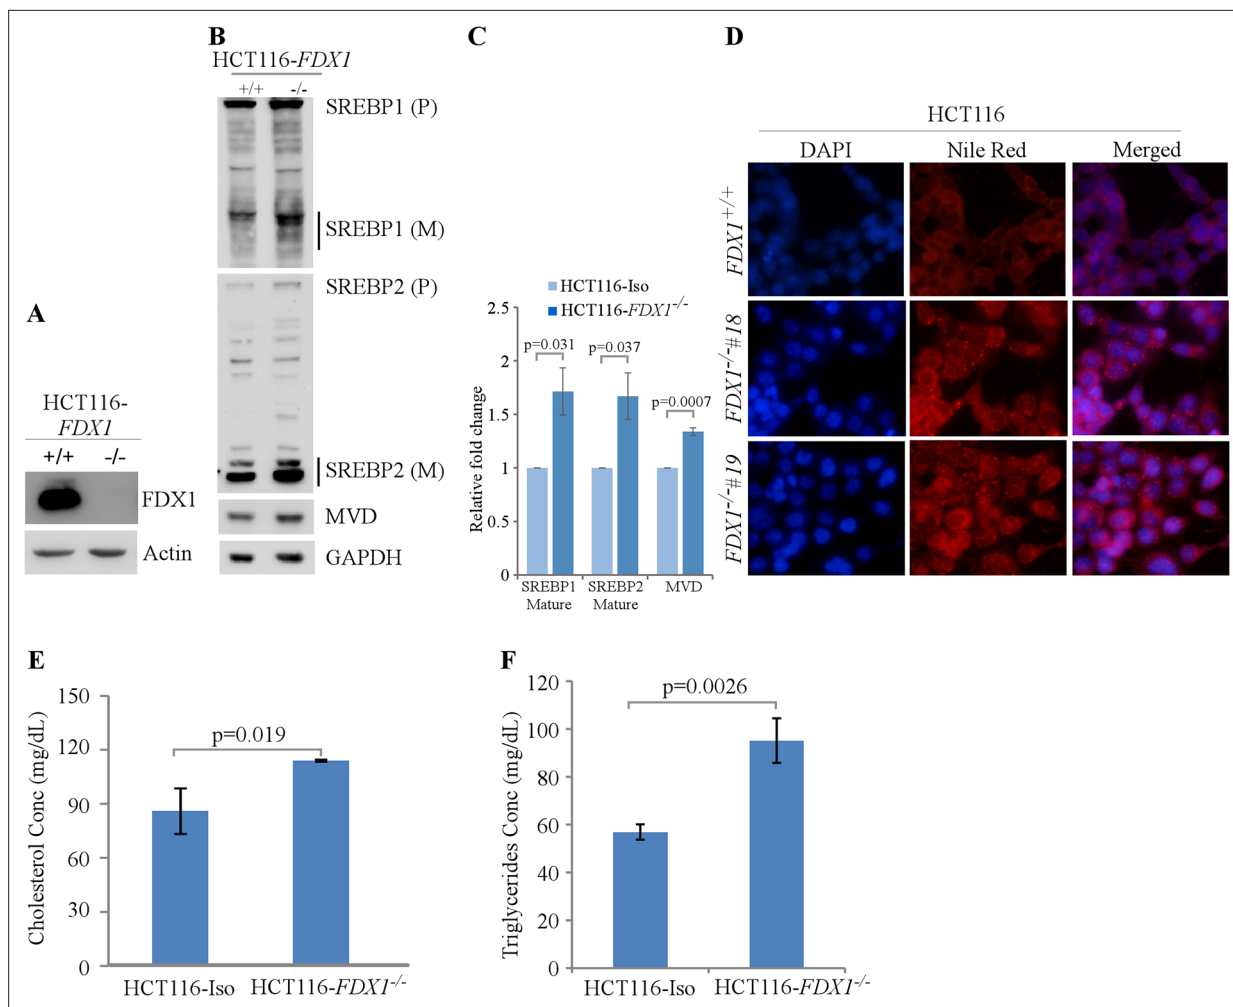 A
HCT116-
FDX1
+/+ -/-
FDX1
Actin
B
HCT116-FDX1
+/+ -/-
SREBP1 (P)
SREBP1 (M)
SREBP2 (P)
SREBP2 (M)
MVD
GAPDH
C
HCT116-Iso
HCT116-FDX1-/-
Relative fold change
2.5
2
1.5
1
0.5
0
p=0.031
p=0.037
p=0.0007
SREBP1
Mature
SREBP2
Mature
MVD
D
HCT116
DAPI Nile Red Merged
FDX1+/+
FDX1-/-#18
FDX1-/-#19
E
Cholesterol Conc (mg/dL)
150
120
90
60
30
0
p=0.019
HCT116-Iso HCT116-FDX1-/-
F
Triglycerides Conc (mg/dL)
120
100
80
60
40
20
0
p=0.0026
HCT116-Iso HCT116-FDX1-/-